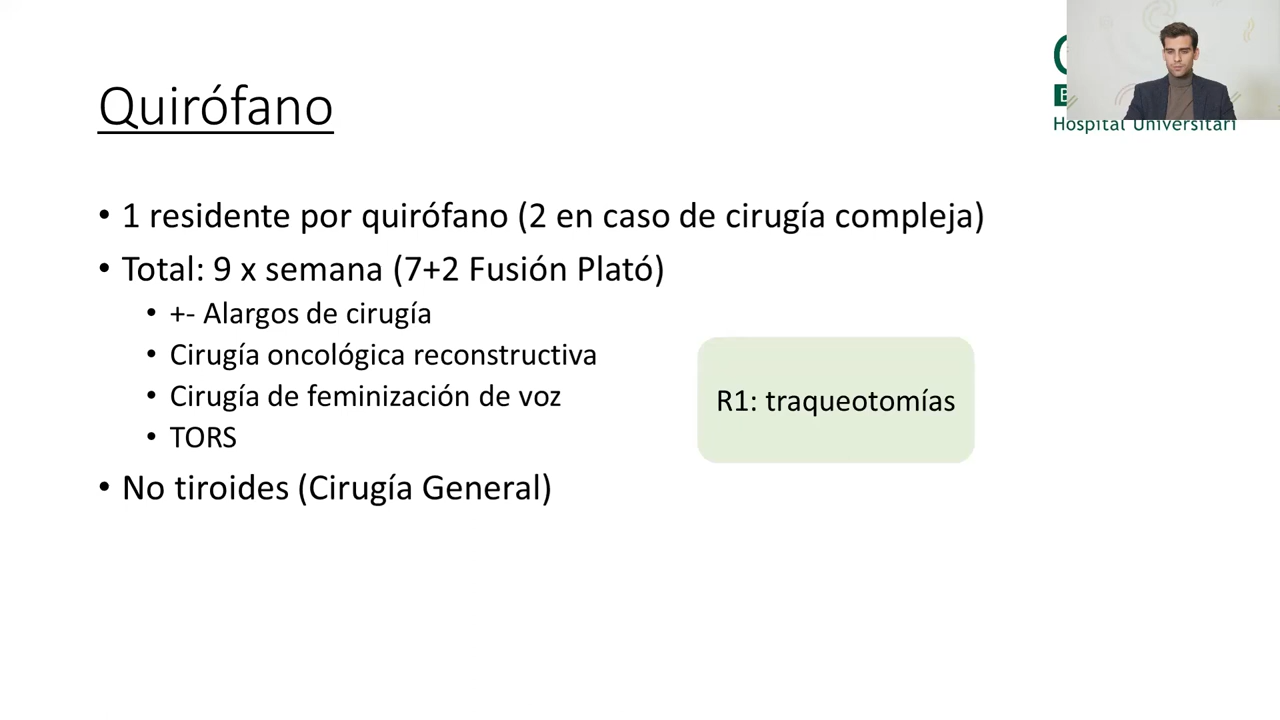 Quirófano
Hospital Universitari
• 1 residente por quirófano (2 en caso de cirugía compleja)
• Total: 9 x semana (7+2 Fusión Plató)
• +- Alargos de cirugía
• Cirugía oncológica reconstructiva
• Cirugía de feminización de voz
• TORS
• No tiroides (Cirugía General)
R1: traqueotomías